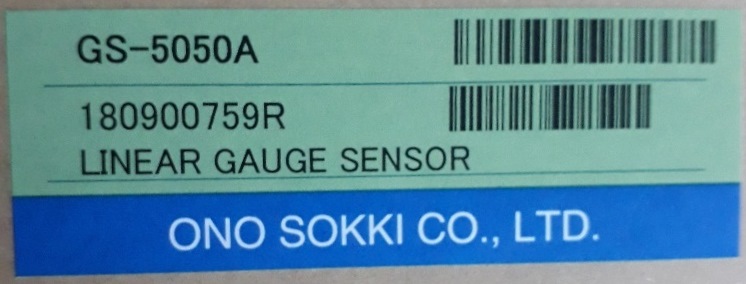 GS-5050A
180900759R
LINEAR GAUGE SENSOR
ONO SOKKI CO., LTD.